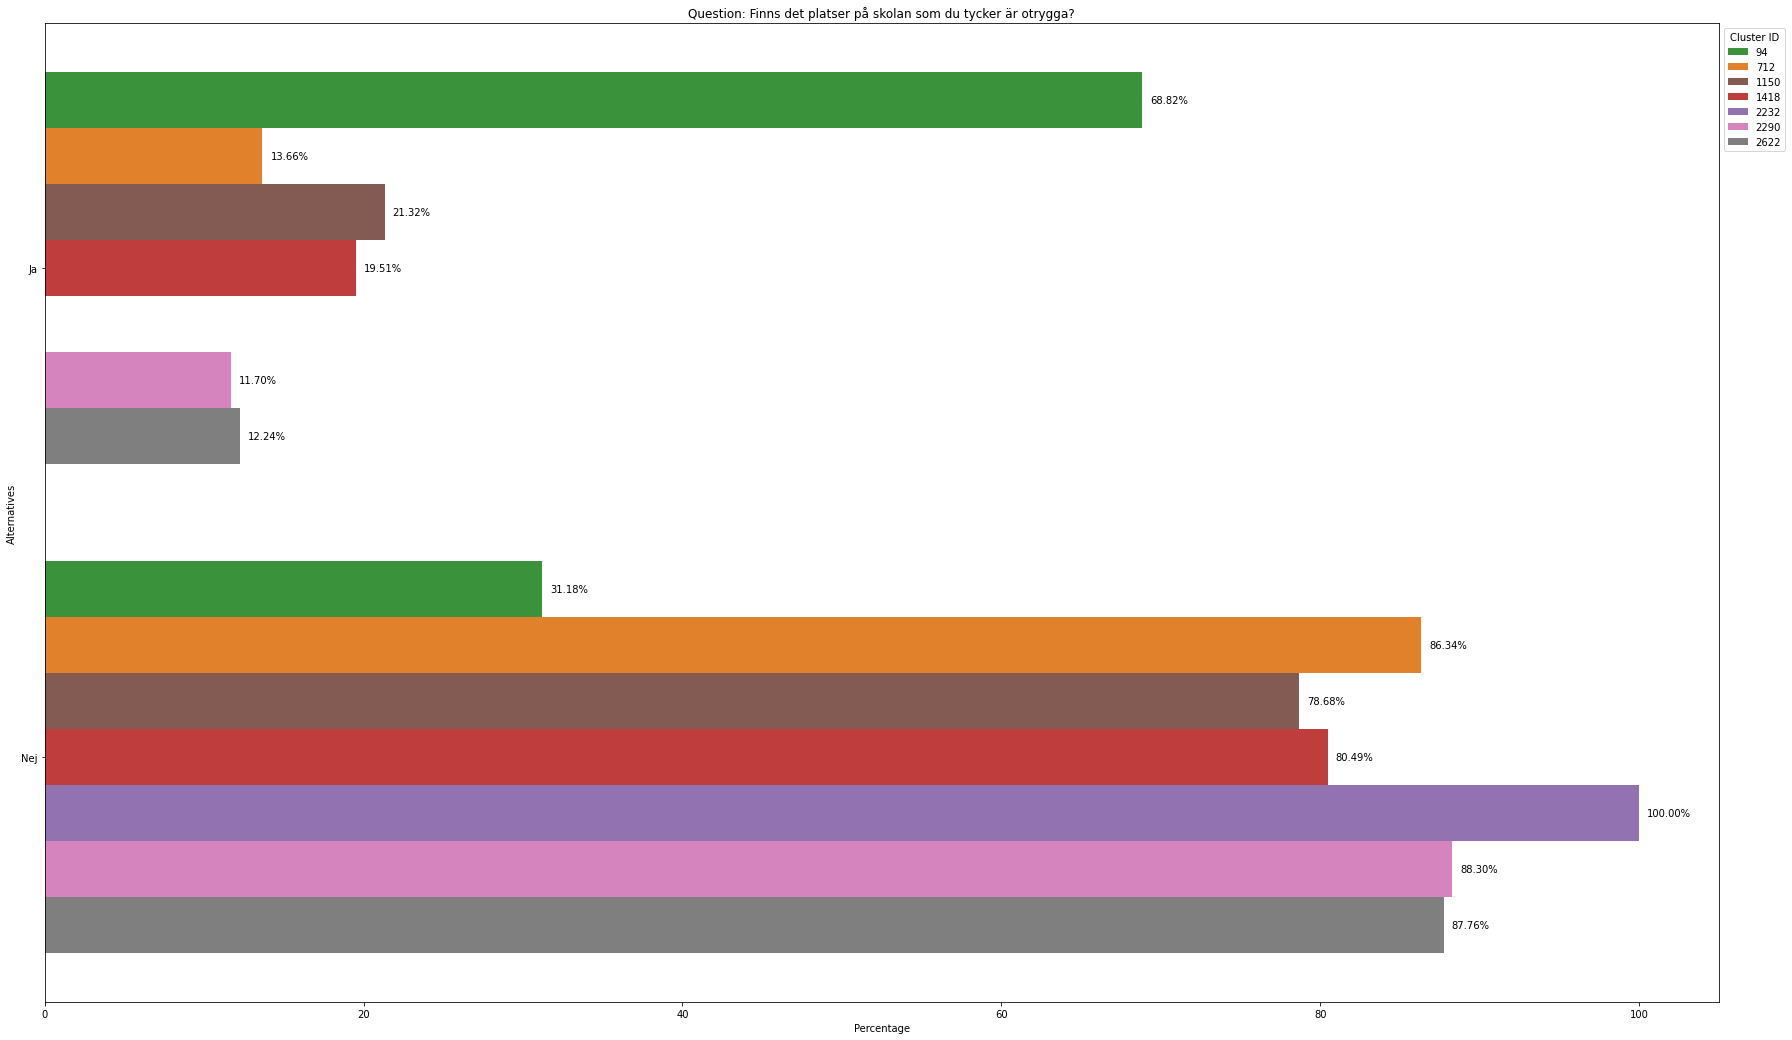 Question: Finns det platser på skolan som du tycker är otrygga?
Cluster ID
94
712
1150
1418
2232
2290
2622
68.82%
13.66%
21.32%
Ja
19.51%
11.70%
12.24%
Alternatives
31.18%
86.34%
78.68%
Nej
80.49%
100.00%
88.30%
87.76%
0 20 40 60 80 100
Percentage